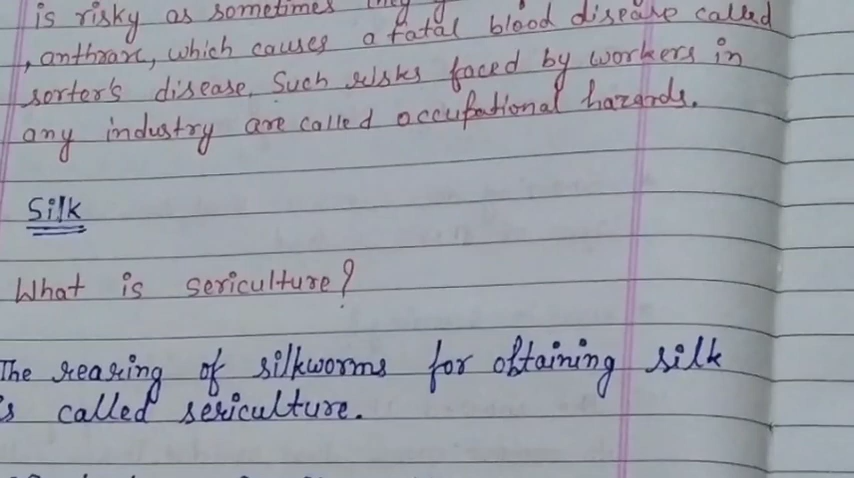 is risky as sometimes they
, anthrax, which causes a fatal blood disease called
sorter's disease. Such risks faced by workers in
any industry are called occupational hazards.
Silk
What is sericulture?
The rearing of silkworms for obtaining silk
is called sericulture.